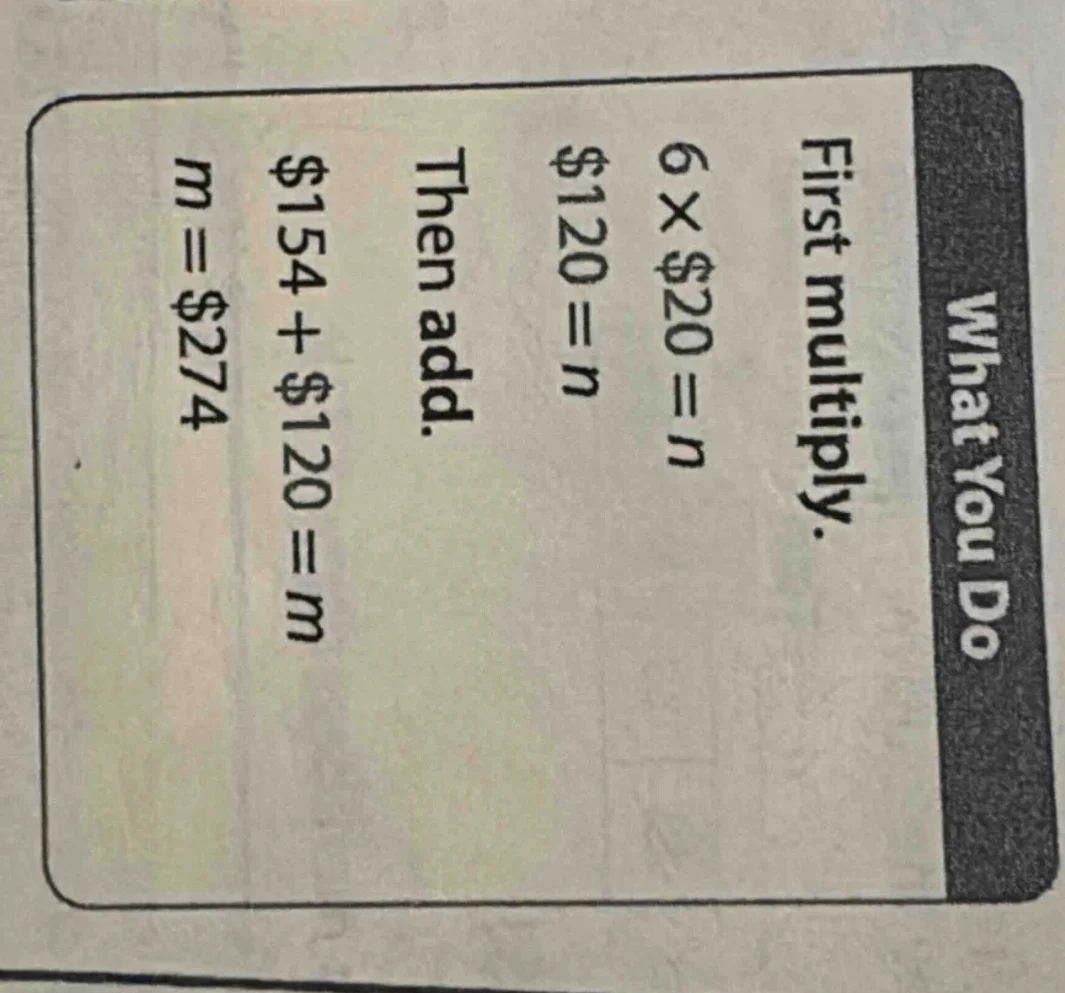 What You Do
First multiply.
6 × $20 = n
$120 = n
Then add.
$154 + $120 = m
m = $274